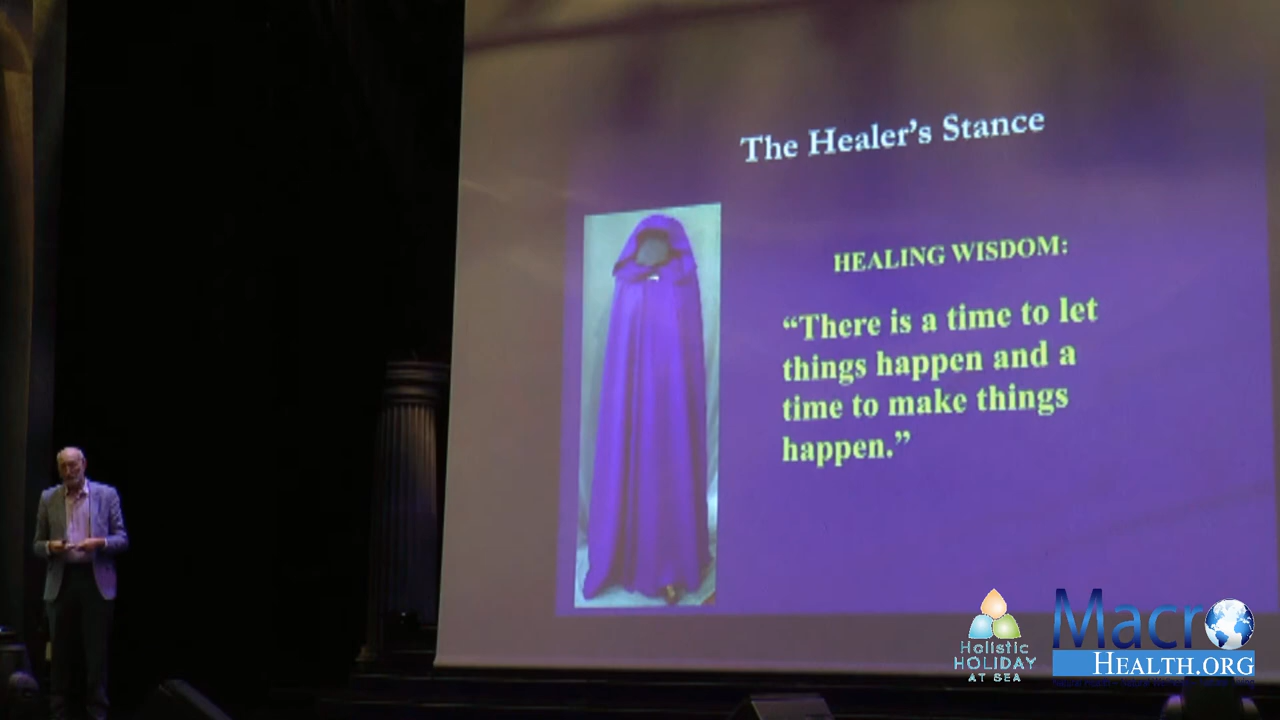 The Healer's Stance
HEALING WISDOM:
“There is a time to let
things happen and a
time to make things
happen.”
Holistic
HOLIDAY
AT SEA
Macro
HEALTH.ORG